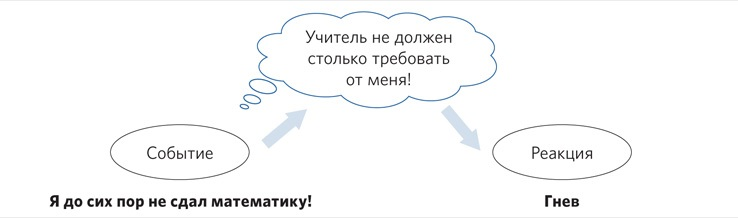 Учитель не должен
столько требовать
от меня!
Событие
Реакция
Я до сих пор не сдал математику!
Гнев